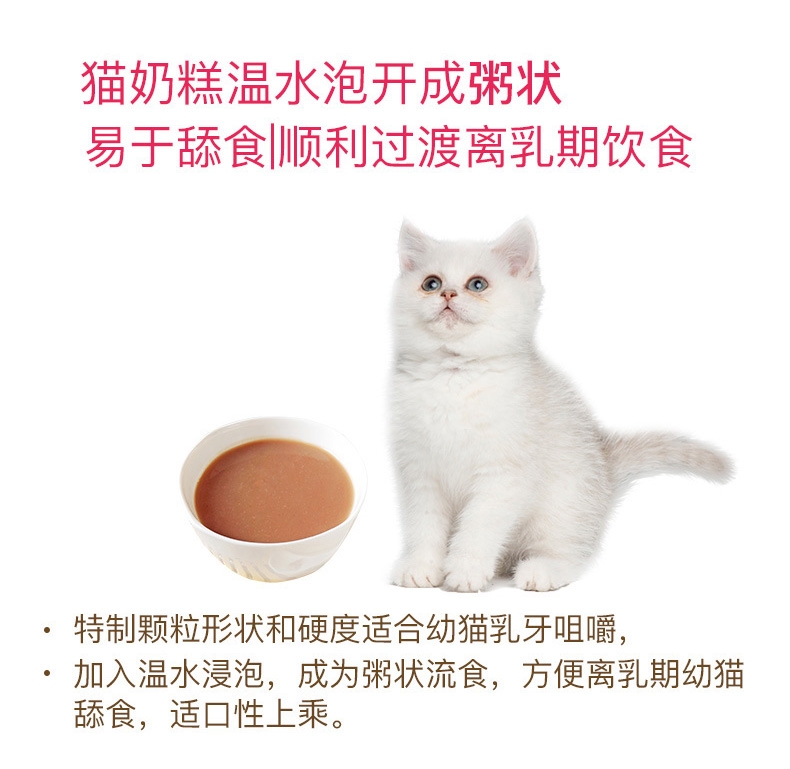 猫奶糕温水泡开成粥状
易于舔食|顺利过渡离乳期饮食
· 特制颗粒形状和硬度适合幼猫乳牙咀嚼，
· 加入温水浸泡，成为粥状流食，方便离乳期幼猫
舔食，适口性上乘。